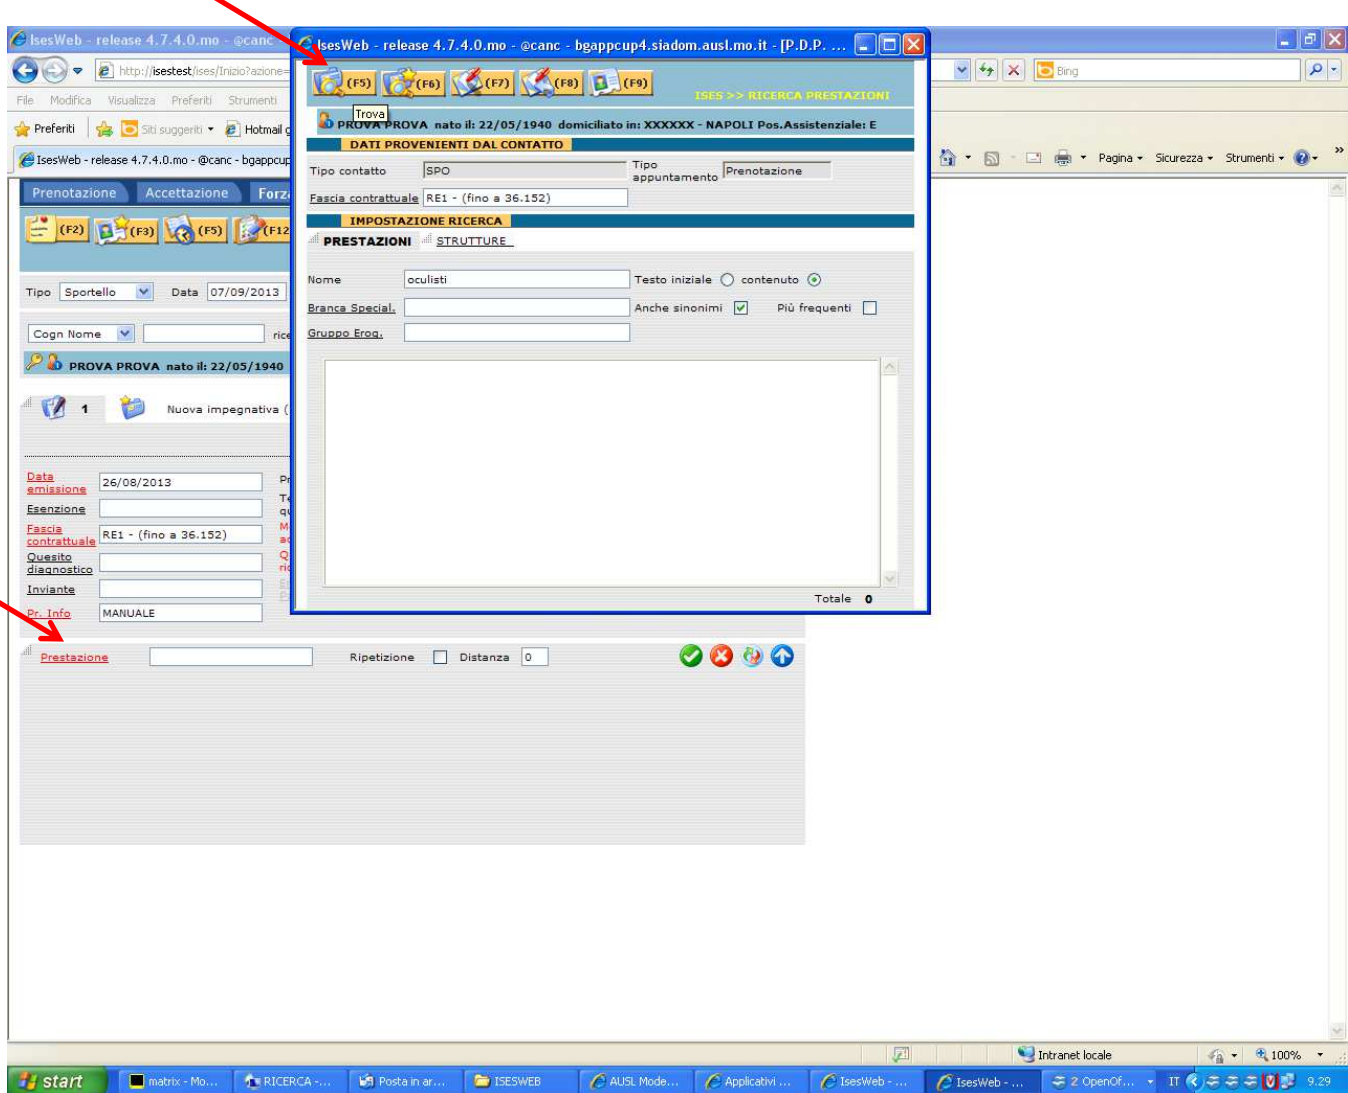 IsesWeb - release 4.7.4.0.mo - @canc -
http://isestest/ises/Inizio?azione=
Bing
File Modifica Visualizza Preferiti Strumenti
Preferiti Siti suggeriti Hotmail g
IsesWeb - release 4.7.4.0.mo - @canc - bgappcup
Pagina Sicurezza Strumenti »
Prenotazione Accettazione Forza
(F2) (F3) (F5) (F12
Tipo Sportello Data 07/09/2013
Cogn Nome rice
PROVA PROVA nato il: 22/05/1940
1 Nuova impegnativa (
Data emissione 26/08/2013 Pr
Esenzione Te qu
Fascia contrattuale RE1 - (fino a 36.152) M ac
Quesito diagnostico Q ric
Inviante
Pr. Info MANUALE
Prestazione Ripetizione Distanza 0
IsesWeb - release 4.7.4.0.mo - @canc - bgappcup4.siadom.ausl.mo.it - [P.D.P. ...
(F5) (F6) (F7) (F8) (F9)
ISES >> RICERCA PRESTAZIONI
Trova
PROVA PROVA nato il: 22/05/1940 domiciliato in: XXXXXX - NAPOLI Pos.Assistenziale: E
DATI PROVENIENTI DAL CONTATTO
Tipo contatto SPO Tipo appuntamento Prenotazione
Fascia contrattuale RE1 - (fino a 36.152)
IMPOSTAZIONE RICERCA
PRESTAZIONI STRUTTURE
Nome oculisti Testo iniziale contenuto
Branca Special. Anche sinonimi Più frequenti
Gruppo Erog.
Totale 0
Intranet locale 100%
start matrix - Mo... RICERCA -... Posta in ar... ISESWEB AUSL Mode... Applicativi ... IsesWeb - ... IsesWeb - ... 2 OpenOf... IT 9.29